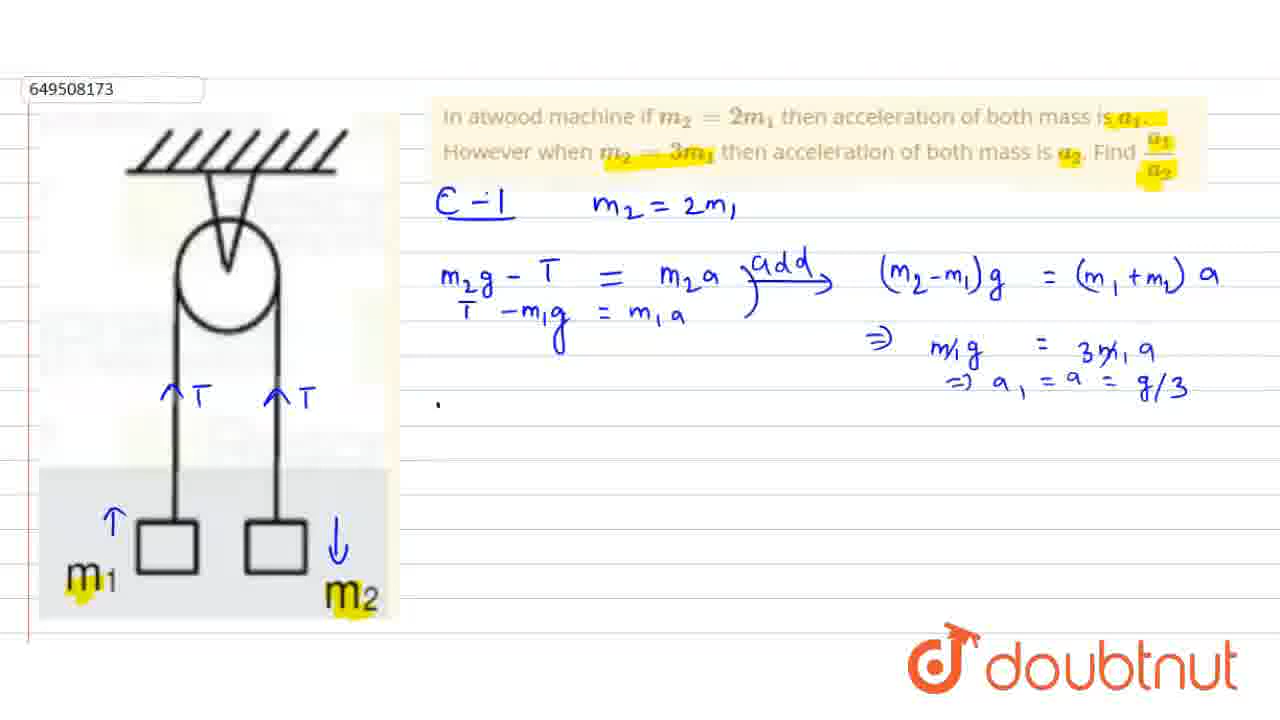 649508173
In atwood machine if m₂ = 2m₁ then acceleration of both mass is a₁.
However when m₂ = 3m₁ then acceleration of both mass is a₂. Find a₁/a₂
C-1 m₂ = 2m₁
m₂g - T = m₂a
T - m₁g = m₁a
add
(m₂-m₁)g = (m₁+m₂) a
⇒ m₁g = 3m₁a
⇒ a₁ = a = g/3
T T
m₁
m₂
doubtnut